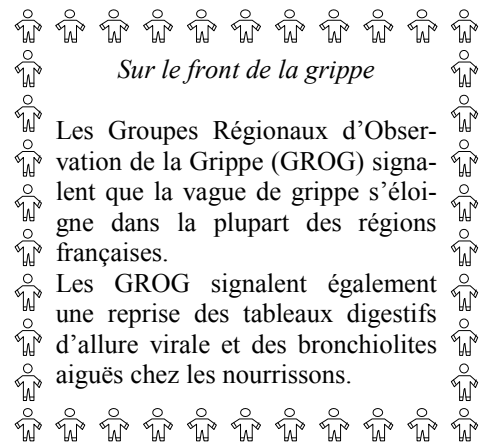 Sur le front de la grippe
Les Groupes Régionaux d’Obser-
vation de la Grippe (GROG) signa-
lent que la vague de grippe s’éloi-
gne dans la plupart des régions
françaises.
Les GROG signalent également
une reprise des tableaux digestifs
d’allure virale et des bronchiolites
aiguës chez les nourrissons.